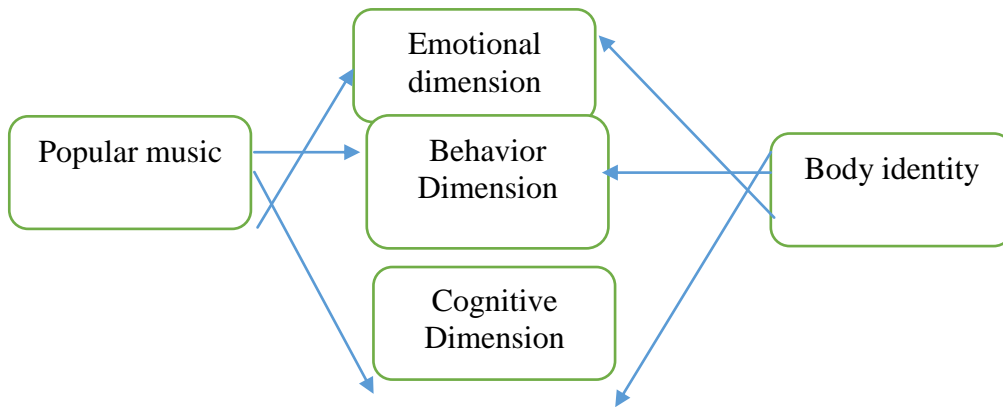 Emotional
dimension
Popular music
Behavior
Dimension
Body identity
Cognitive
Dimension